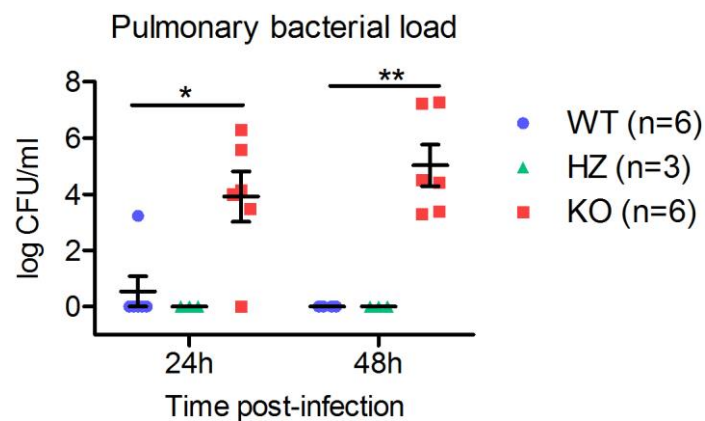 Pulmonary bacterial load
log CFU/ml
8
6
4
2
0
*
**
WT (n=6)
HZ (n=3)
KO (n=6)
24h
48h
Time post-infection